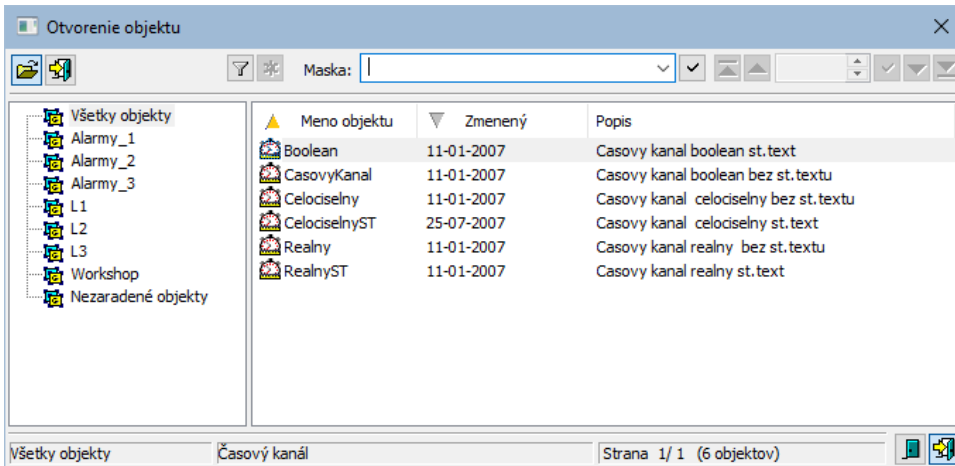 Otvorenie objektu
Maska:
Všetky objekty
Alarmy_1
Alarmy_2
Alarmy_3
L1
L2
L3
Workshop
Nezaradené objekty
Meno objektu Zmenený Popis
Boolean 11-01-2007 Casovy kanal boolean st.text
CasovyKanal 11-01-2007 Casovy kanal boolean bez st.textu
Celociselny 11-01-2007 Casovy kanal  celociselny bez st.textu
CelociselnyST 25-07-2007 Casovy kanal  celociselny st.text
Realny 11-01-2007 Casovy kanal realny  bez st.textu
RealnyST 11-01-2007 Casovy kanal realny st.text
Všetky objekty Časový kanál Strana  1/ 1  (6 objektov)